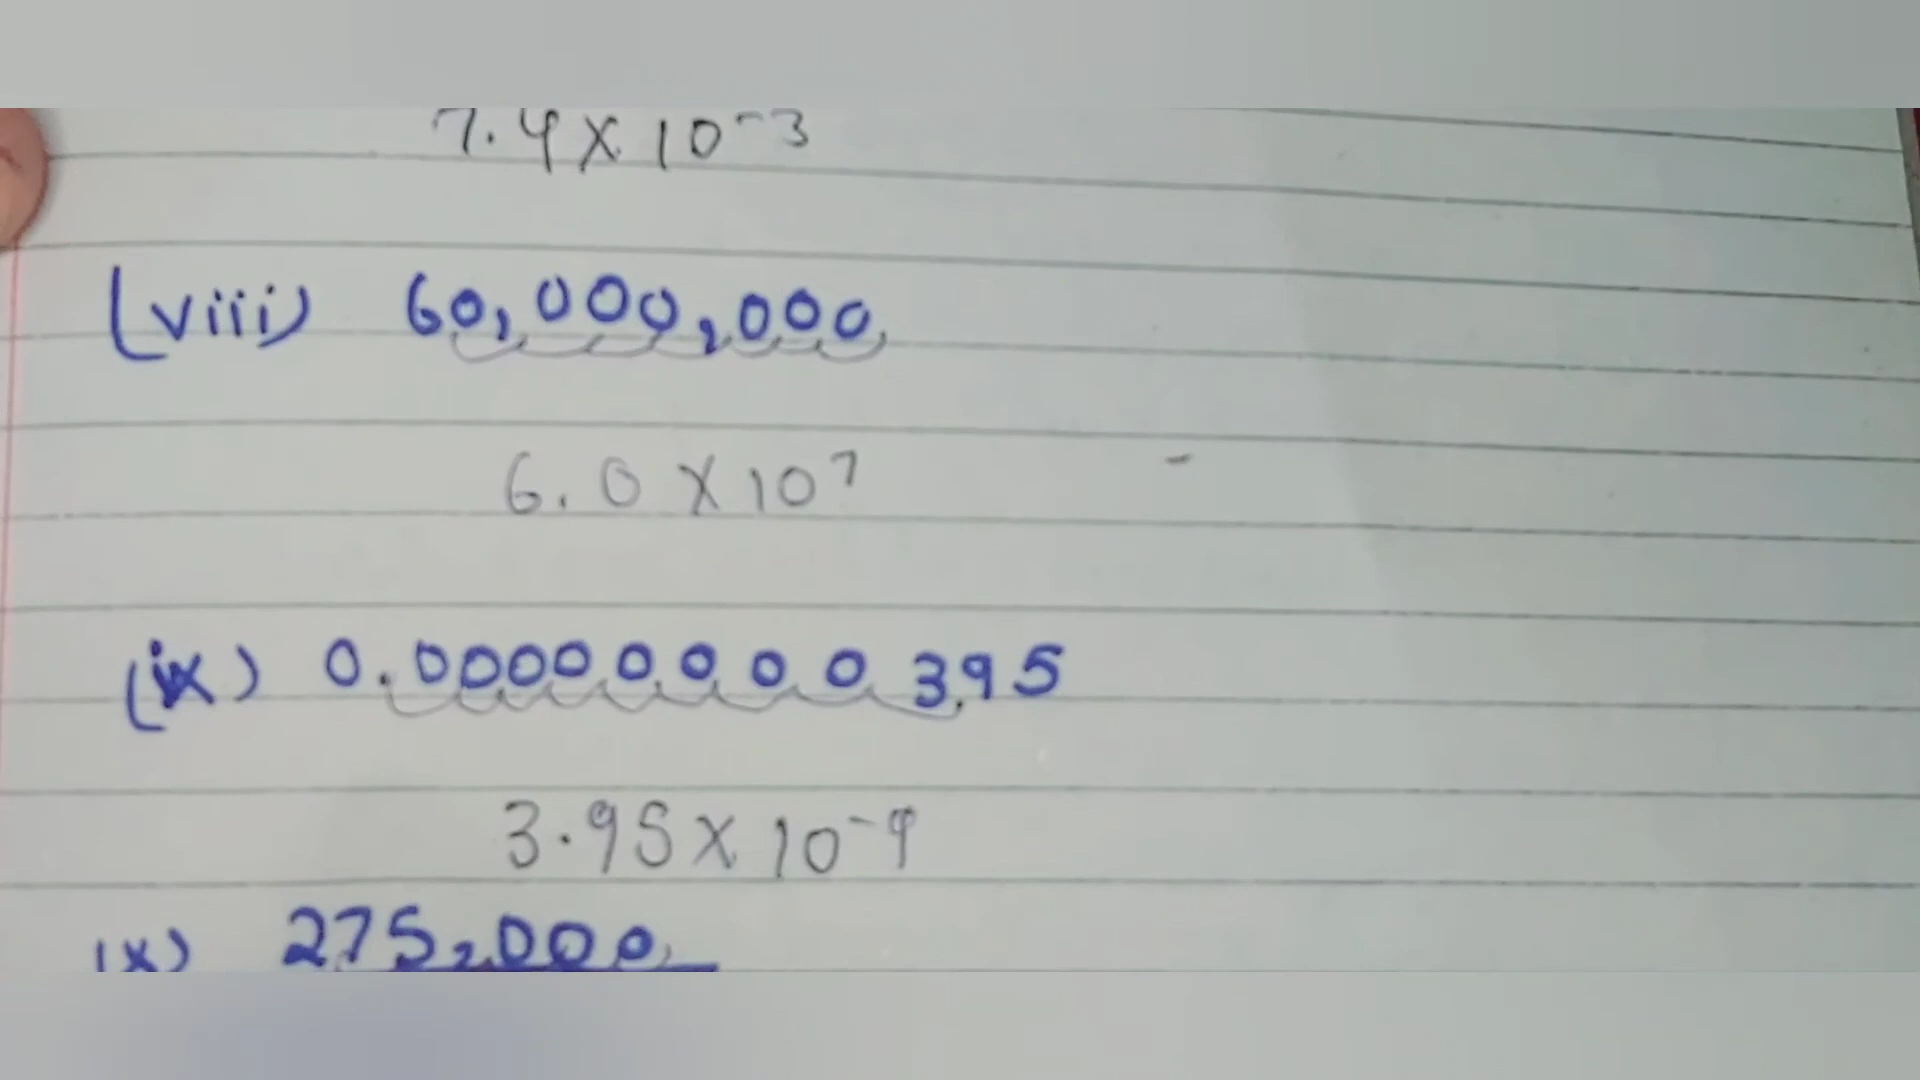 7.4 X 10⁻³
(viii) 60,000,000
6.0 X 10⁷
(ix) 0.00000000395
3.95 X 10⁻⁹
(x) 275,000